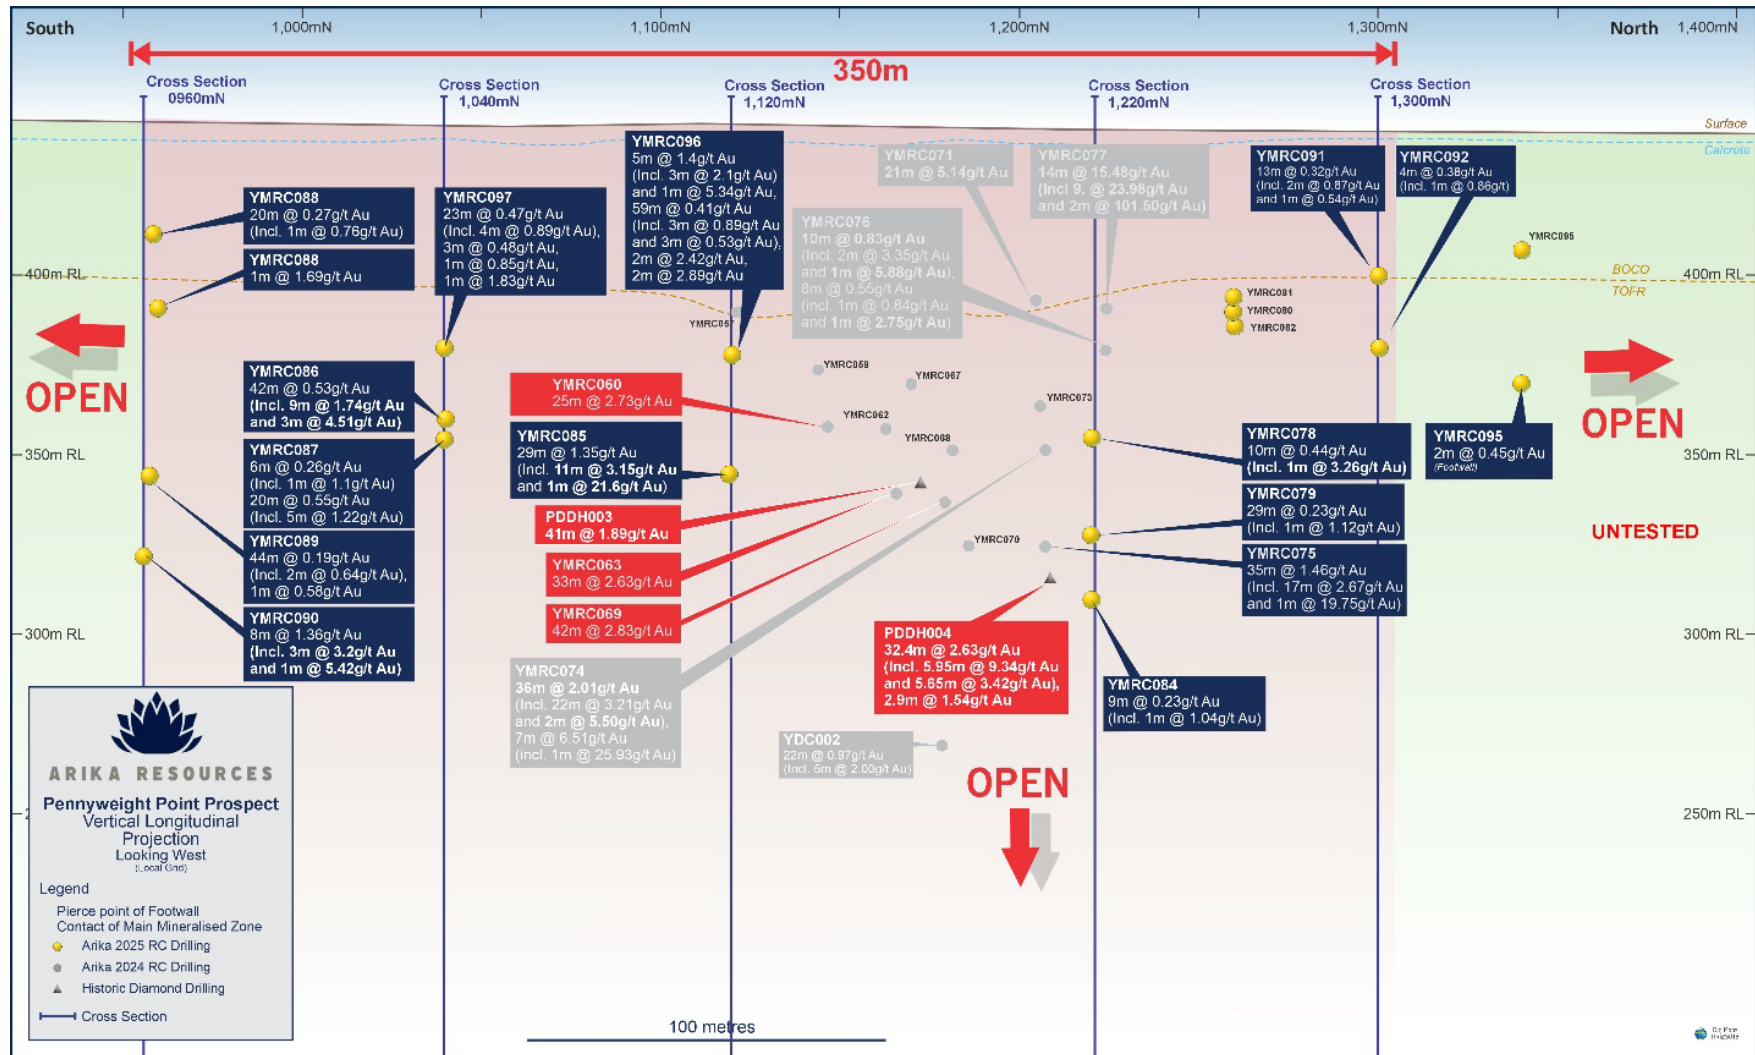 South
1,000mN
1,100mN
1,200mN
1,300mN
North
1,400mN
350m
Cross Section
0960mN
Cross Section
1,040mN
Cross Section
1,120mN
Cross Section
1,220mN
Cross Section
1,300mN
Surface
Calcrete
YMRC088
20m @ 0.27g/t Au
(Incl. 1m @ 0.76g/t Au)
YMRC088
1m @ 1.69g/t Au
YMRC097
23m @ 0.47g/t Au
(Incl. 4m @ 0.89g/t Au),
3m @ 0.48g/t Au,
1m @ 0.85g/t Au,
1m @ 1.83g/t Au
YMRC096
5m @ 1.4g/t Au
(Incl. 3m @ 2.1g/t Au)
and 1m @ 5.34g/t Au,
59m @ 0.41g/t Au
(Incl. 3m @ 0.89g/t Au
and 3m @ 0.53g/t Au),
2m @ 2.42g/t Au,
2m @ 2.89g/t Au
YMRC071
21m @ 5.14g/t Au
YMRC077
14m @ 15.48g/t Au
(Incl 9. @ 23.98g/t Au
and 2m @ 101.50g/t Au)
YMRC076
10m @ 0.83g/t Au
(Incl. 2m @ 3.35g/t Au
and 1m @ 5.88g/t Au),
8m @ 0.55g/t Au
(incl. 1m @ 0.84g/t Au
and 1m @ 2.75g/t Au)
YMRC091
13m @ 0.32g/t Au
(Incl. 2m @ 0.87g/t Au
and 1m @ 0.54g/t Au)
YMRC092
4m @ 0.38g/t Au
(Incl. 1m @ 0.86g/t)
YMRC095
400m RL
BOCO
TOFR
400m RL
YMRC081
YMRC080
YMRC082
YMRC057
OPEN
OPEN
YMRC086
42m @ 0.53g/t Au
(Incl. 9m @ 1.74g/t Au
and 3m @ 4.51g/t Au)
YMRC059
YMRC067
YMRC060
25m @ 2.73g/t Au
YMRC062
YMRC073
YMRC068
YMRC087
6m @ 0.26g/t Au
(Incl. 1m @ 1.1g/t Au)
20m @ 0.55g/t Au
(Incl. 5m @ 1.22g/t Au)
YMRC085
29m @ 1.35g/t Au
(Incl. 11m @ 3.15g/t Au
and 1m @ 21.6g/t Au)
YMRC078
10m @ 0.44g/t Au
(Incl. 1m @ 3.26g/t Au)
YMRC095
2m @ 0.45g/t Au
(Footwall)
350m RL
350m RL
YMRC079
29m @ 0.23g/t Au
(Incl. 1m @ 1.12g/t Au)
UNTESTED
PDDH003
41m @ 1.89g/t Au
YMRC089
44m @ 0.19g/t Au
(Incl. 2m @ 0.64g/t Au),
1m @ 0.58g/t Au
YMRC063
33m @ 2.63g/t Au
YMRC070
YMRC075
35m @ 1.46g/t Au
(Incl. 17m @ 2.67g/t Au
and 1m @ 19.75g/t Au)
YMRC069
42m @ 2.83g/t Au
YMRC090
8m @ 1.36g/t Au
(Incl. 3m @ 3.2g/t Au
and 1m @ 5.42g/t Au)
300m RL
300m RL
PDDH004
32.4m @ 2.63g/t Au
(Incl. 5.95m @ 9.34g/t Au
and 5.65m @ 3.42g/t Au),
2.9m @ 1.54g/t Au
YMRC074
36m @ 2.01g/t Au
(Incl. 22m @ 3.21g/t Au
and 2m @ 5.50g/t Au),
7m @ 6.51g/t Au
(incl. 1m @ 25.93g/t Au)
YMRC084
9m @ 0.23g/t Au
(Incl. 1m @ 1.04g/t Au)
YDC002
22m @ 0.97g/t Au
(Incl. 5m @ 2.00g/t Au)
OPEN
250m RL
ARIKA RESOURCES
Pennyweight Point Prospect
Vertical Longitudinal
Projection
Looking West
(Local Grid)
Legend
Pierce point of Footwall
Contact of Main Mineralised Zone
Arika 2025 RC Drilling
Arika 2024 RC Drilling
Historic Diamond Drilling
Cross Section
100 metres